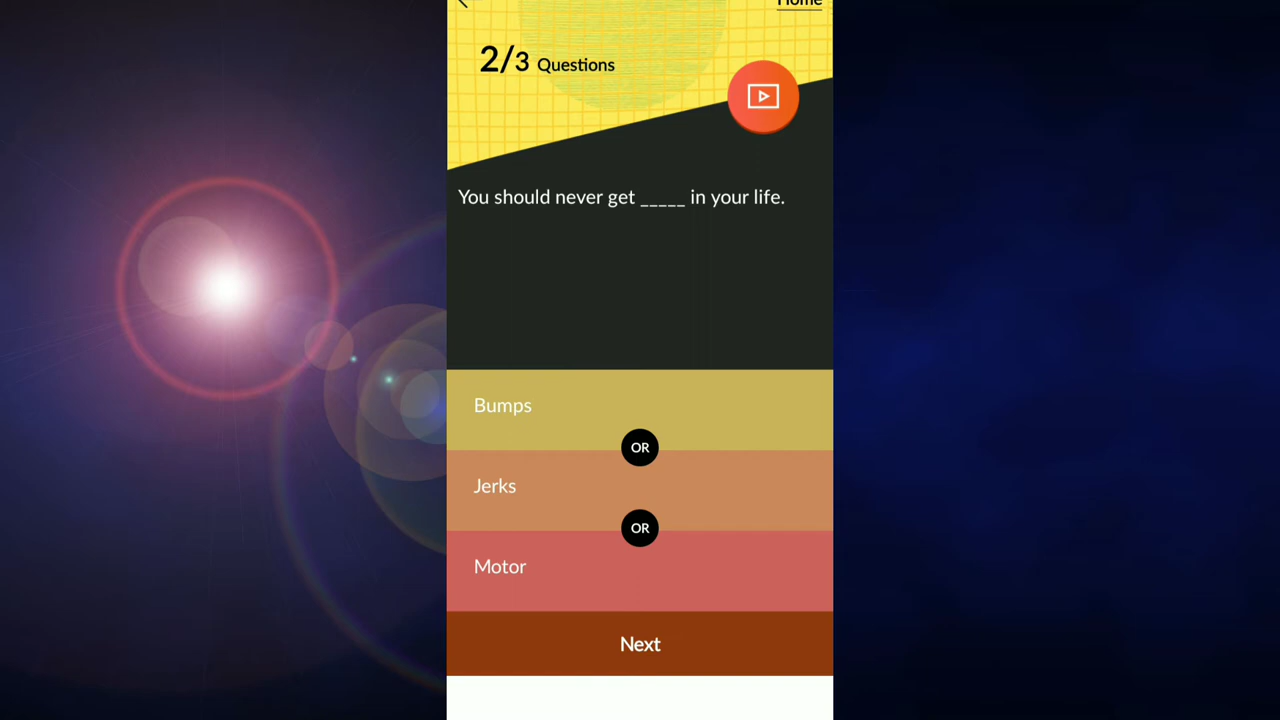 Home
2/3 Questions
You should never get _____ in your life.
Bumps
OR
Jerks
OR
Motor
Next